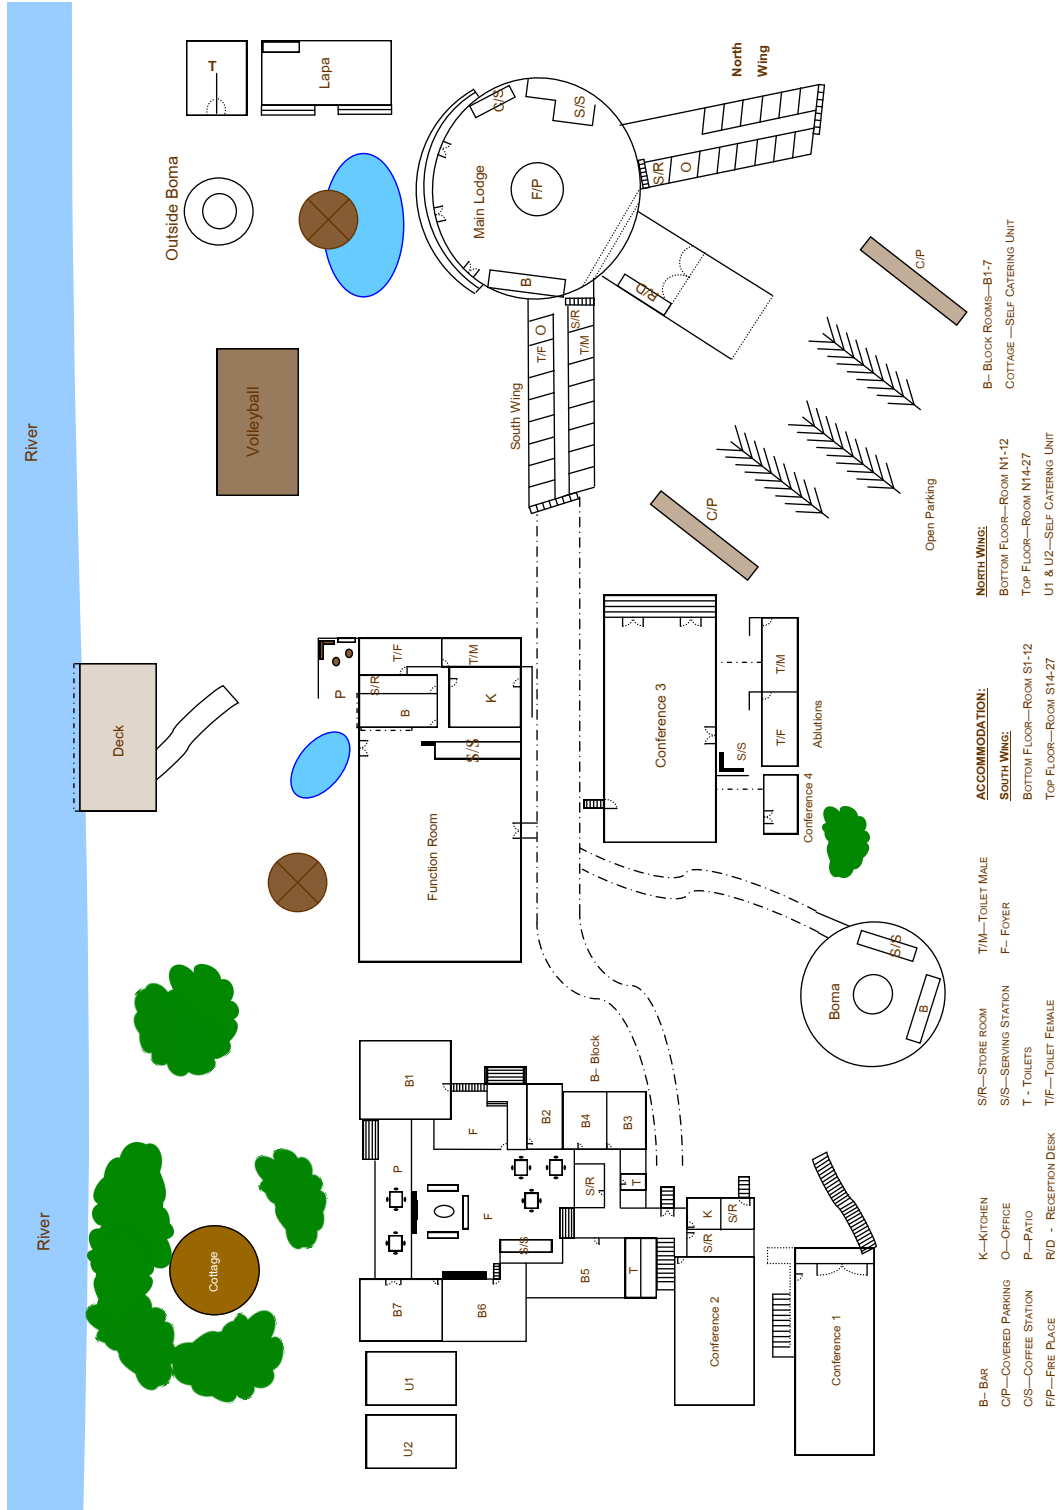 River
River
Deck
Volleyball
Outside Boma
T
Lapa
Cottage
Main Lodge
F/P
C/S
S/S
B
R/D
North
Wing
S/R
O
South Wing
T/F
O
T/M
S/R
C/P
C/P
Open Parking
Function Room
P
S/R
T/F
T/M
B
K
S/S
Conference 3
S/S
T/F
T/M
Ablutions
Conference 4
Boma
S/S
B
B– Block
B1
B2
B4
B3
F
P
F
S/R
T
S/S
B5
T
B7
B6
U1
U2
K
S/R
S/R
Conference 2
Conference 1
B– Bar
C/P—Covered Parking
C/S—Coffee Station
F/P—Fire Place
K—Kitchen
O—Office
P—Patio
R/D - Reception Desk
S/R—Store room
S/S—Serving Station
T - Toilets
T/F—Toilet Female
T/M—Toilet Male
F– Foyer
ACCOMMODATION:
South Wing:
Bottom Floor—Room S1-12
Top Floor—Room S14-27
North Wing:
Bottom Floor—Room N1-12
Top Floor—Room N14-27
U1 & U2—Self Catering Unit
B– Block Rooms—B1-7
Cottage —Self Catering Unit